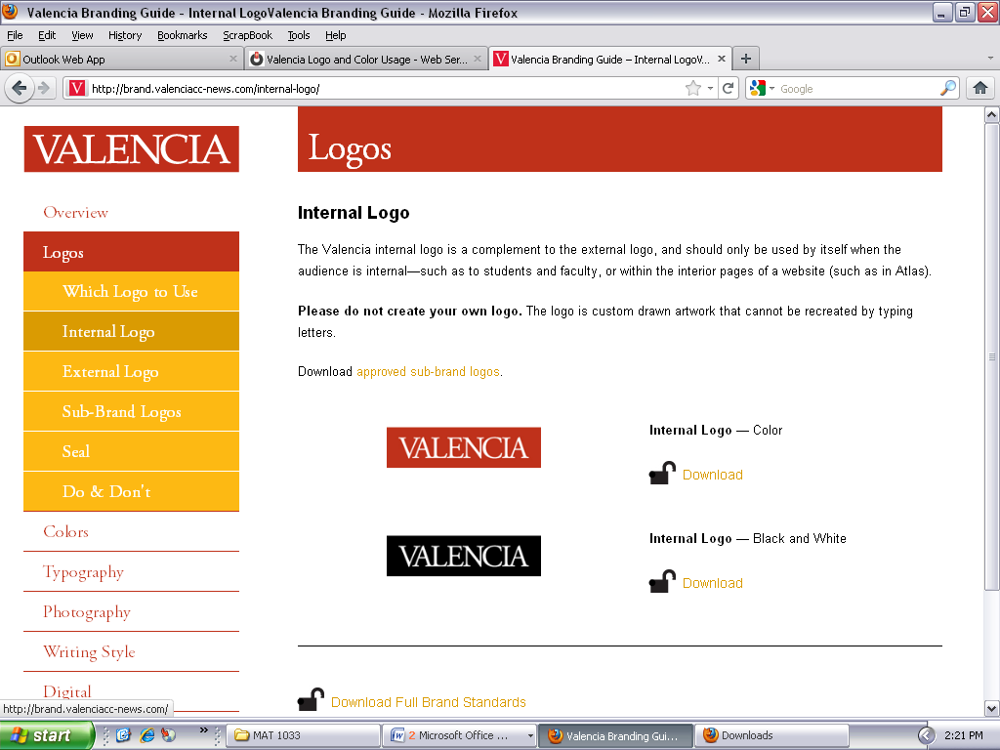 Valencia Branding Guide - Internal LogoValencia Branding Guide - Mozilla Firefox
File Edit View History Bookmarks ScrapBook Tools Help
Outlook Web App
Valencia Logo and Color Usage - Web Ser...
Valencia Branding Guide – Internal LogoV...
http://brand.valenciacc-news.com/internal-logo/
Google
VALENCIA
Overview
Logos
Which Logo to Use
Internal Logo
External Logo
Sub-Brand Logos
Seal
Do & Don't
Colors
Typography
Photography
Writing Style
Digital
Logos
Internal Logo
The Valencia internal logo is a complement to the external logo, and should only be used by itself when the
audience is internal—such as to students and faculty, or within the interior pages of a website (such as in Atlas).
Please do not create your own logo. The logo is custom drawn artwork that cannot be recreated by typing
letters.
Download approved sub-brand logos.
VALENCIA
Internal Logo — Color
Download
VALENCIA
Internal Logo — Black and White
Download
Download Full Brand Standards
http://brand.valenciacc-news.com/
start
MAT 1033
2 Microsoft Office ...
Valencia Branding Gui...
Downloads
2:21 PM